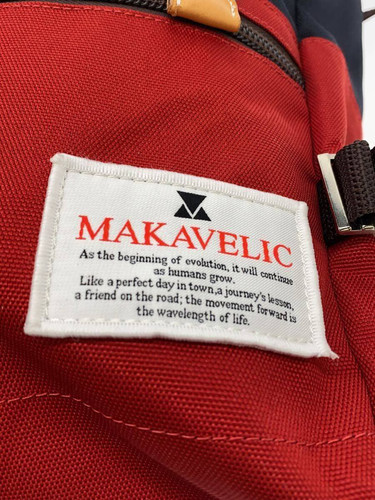 MAKAVELIC
As the beginning of evolution, it will continue
as humans grow.
Like a perfect day in town,a journey's lesson,
a friend on the road; the movement forward is
the wavelength of life.